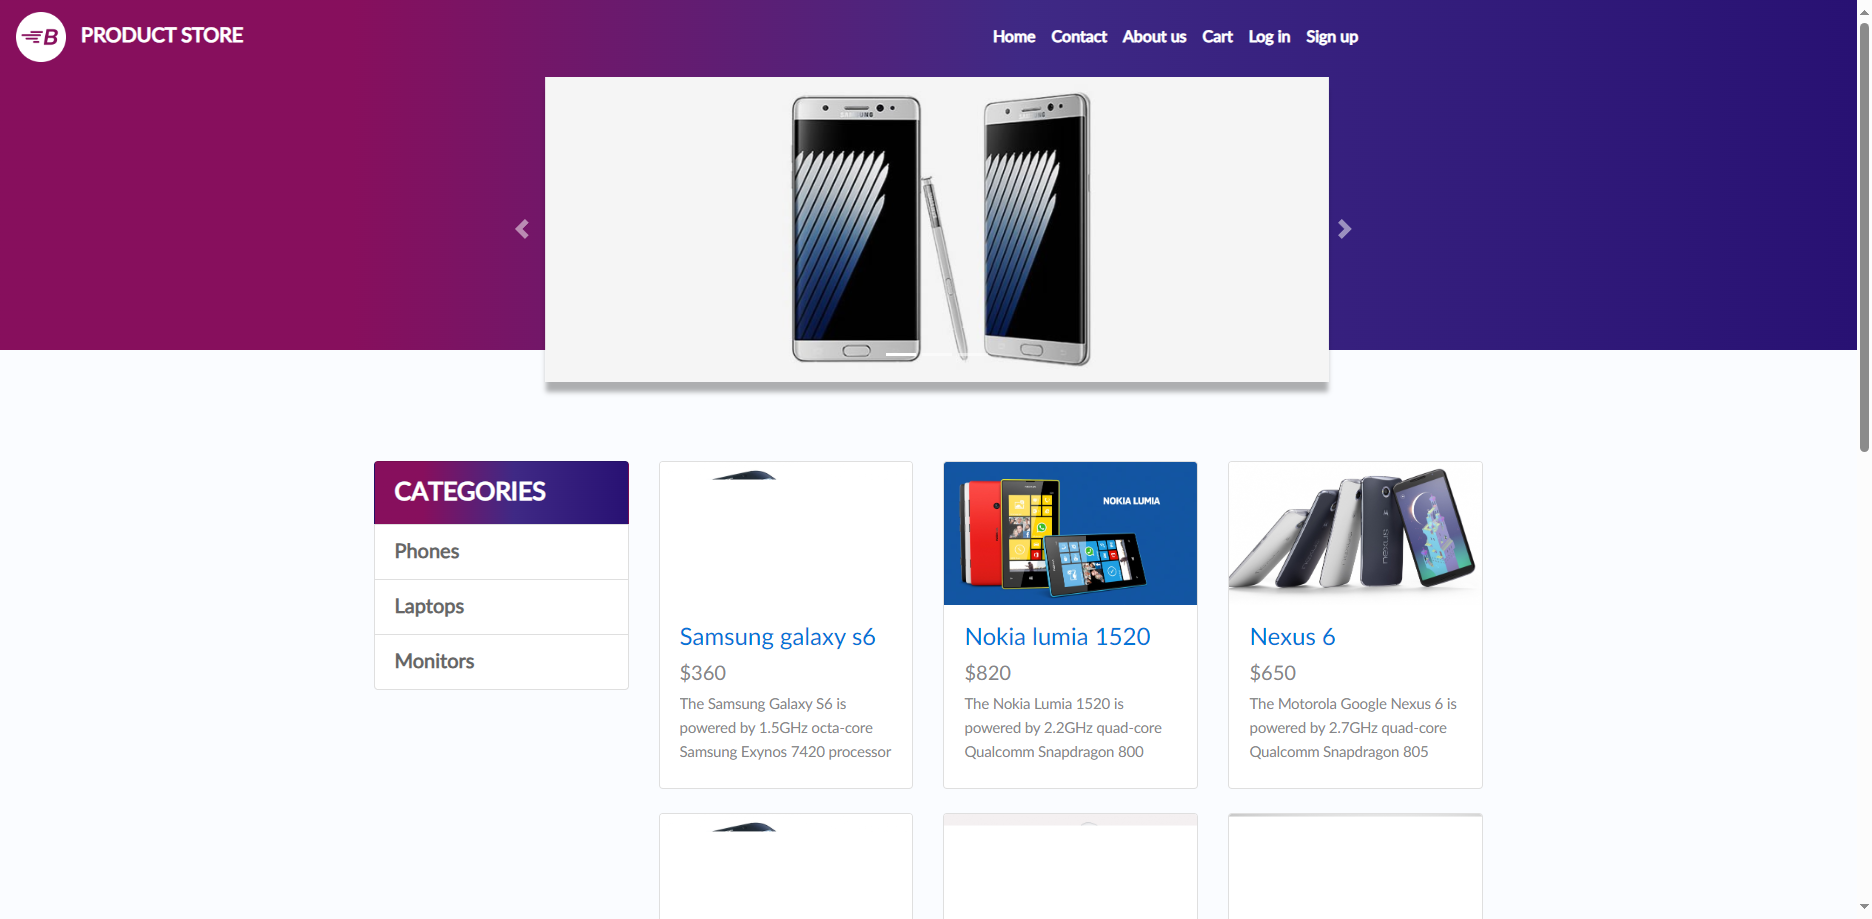 B
PRODUCT STORE
Home Contact About us Cart Log in Sign up
SAMSUNG
SAMSUNG
CATEGORIES
Phones
Laptops
Monitors
Samsung galaxy s6
$360
The Samsung Galaxy S6 is
powered by 1.5GHz octa-core
Samsung Exynos 7420 processor
NOKIA LUMIA
Nokia lumia 1520
$820
The Nokia Lumia 1520 is
powered by 2.2GHz quad-core
Qualcomm Snapdragon 800
nexus
Nexus 6
$650
The Motorola Google Nexus 6 is
powered by 2.7GHz quad-core
Qualcomm Snapdragon 805